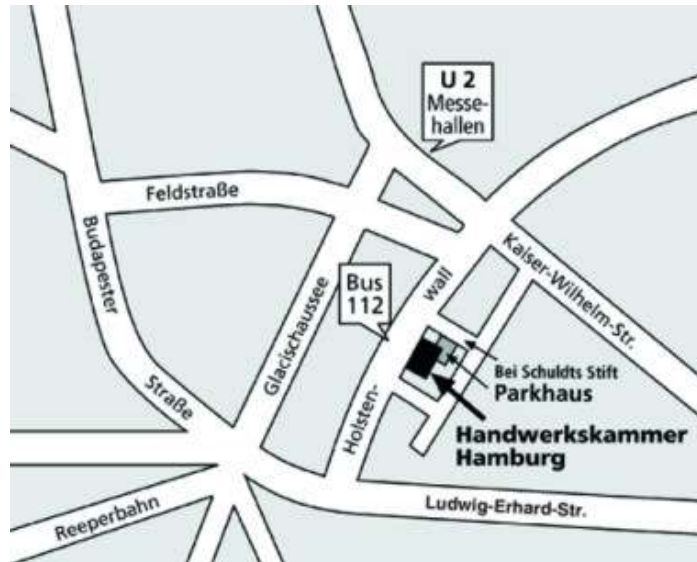 U 2
Messe-
hallen
Feldstraße
Budapester
Straße
Glacischaussee
Bus
112
Holsten-
wall
Kaiser-Wilhelm-Str.
Bei Schuldts Stift
Parkhaus
Handwerkskammer
Hamburg
Ludwig-Erhard-Str.
Reeperbahn